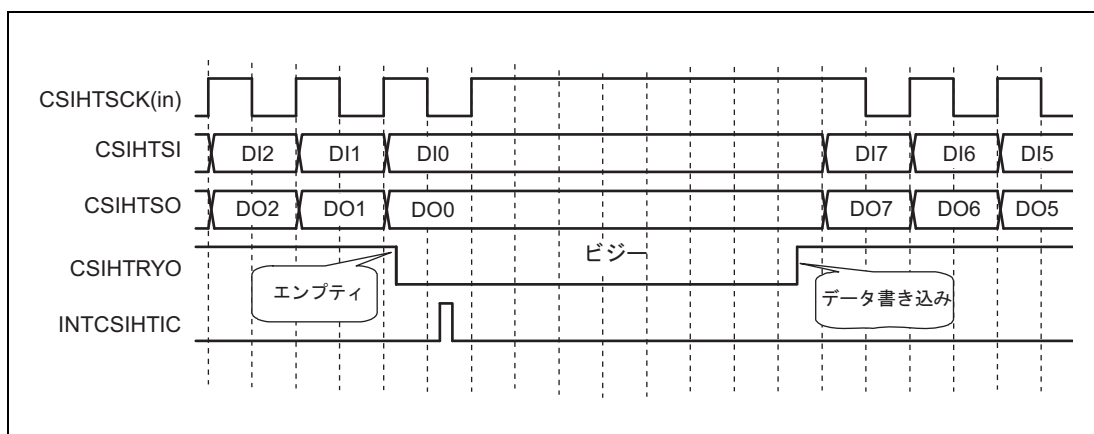 CSIHTSCK(in)
CSIHTSI DI2 DI1 DI0 DI7 DI6 DI5
CSIHTSO DO2 DO1 DO0 DO7 DO6 DO5
CSIHTRYO ビジー
エンプティ データ書き込み
INTCSIHTIC